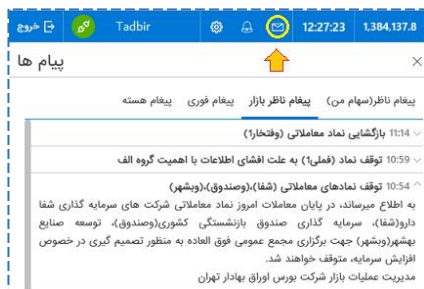 خروج Tadbir 12:27:23 1,384,137.8
پیام ها
پیغام ناظر(سهام من) پیغام ناظر بازار پیغام فوری پیغام هسته
11:14 بازگشایی نماد معاملاتی (وفتخار1)
10:59 توقف نماد (فملی1) به علت افشای اطلاعات با اهمیت گروه الف
10:54 توقف نمادهای معاملاتی (شفا)،(وصندوق)،(وبشهر)
به اطلاع میرساند، در پایان معاملات امروز نماد معاملاتی شرکت های سرمایه گذاری شفا
دارو(شفا)، سرمایه گذاری صندوق بازنشستگی کشوری(وصندوق)، توسعه صنایع
بهشهر(وبشهر) جهت برگزاری مجمع عمومی فوق العاده به منظور تصمیم گیری در خصوص
افزایش سرمایه، متوقف خواهند شد.
مدیریت عملیات بازار شرکت بورس اوراق بهادار تهران